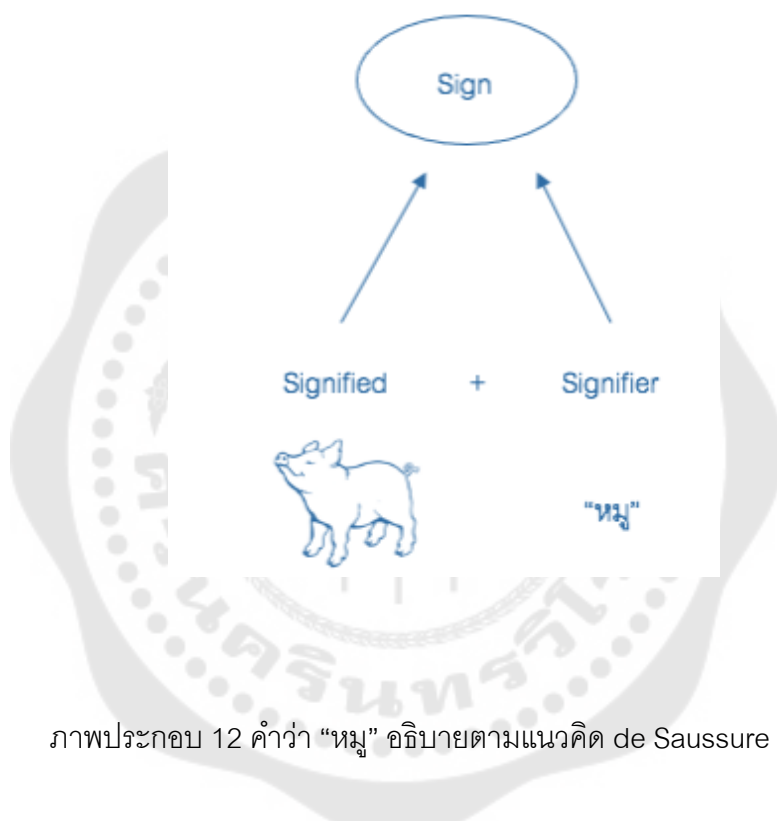 Sign
Signified + Signifier
“หมู”
ภาพประกอบ 12 คำว่า “หมู” อธิบายตามแนวคิด de Saussure